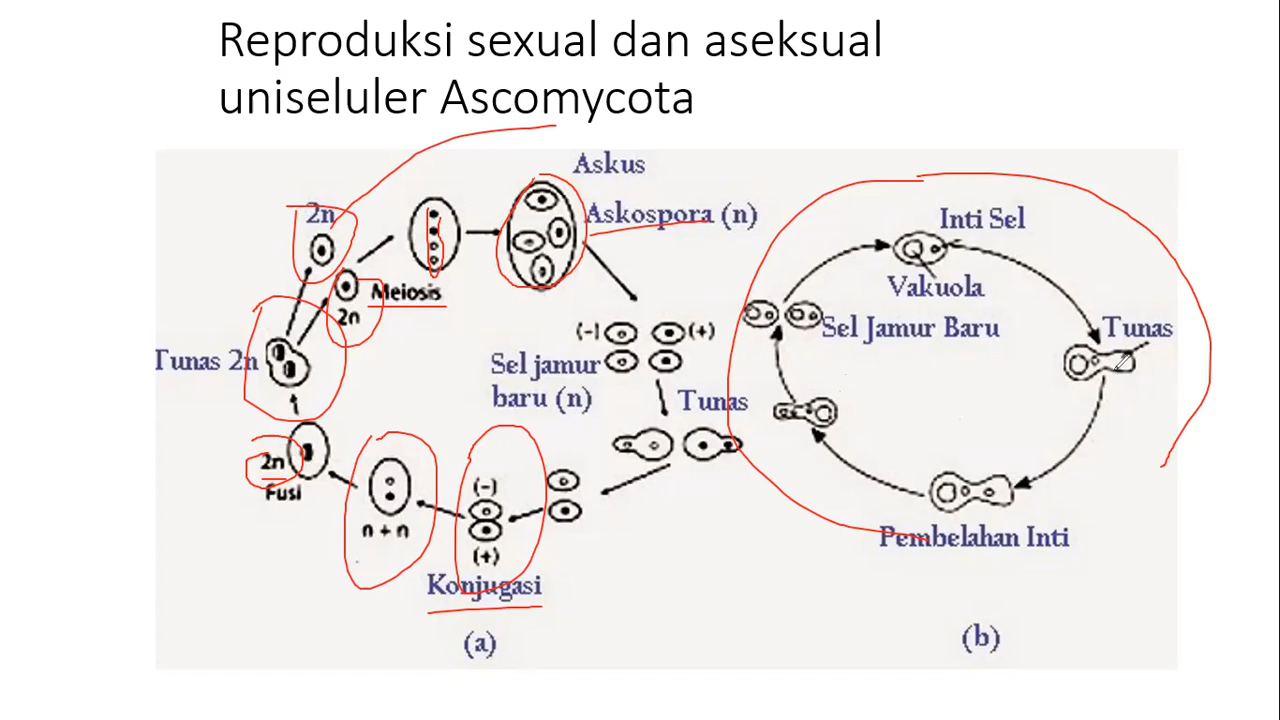 Reproduksi sexual dan aseksual
uniseluler Ascomycota
Askus
Askospora (n)
2n
Meiosis
2n
Tunas 2n
(-)
(+)
Sel jamur
baru (n)
Tunas
2n
Fusi
n + n
(-)
(+)
Konjugasi
(a)
Inti Sel
Vakuola
Sel Jamur Baru
Tunas
Pembelahan Inti
(b)